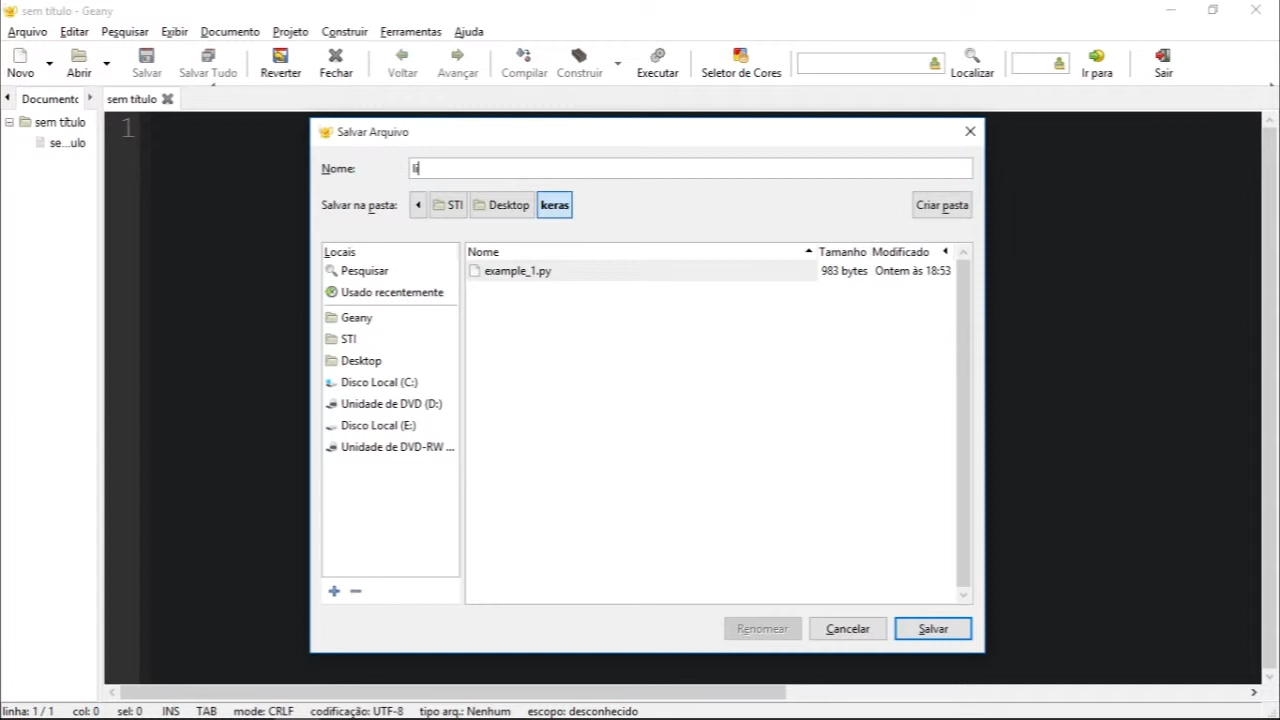 sem título - Geany
Arquivo Editar Pesquisar Exibir Documento Projeto Construir Ferramentas Ajuda
Novo Abrir Salvar Salvar Tudo Reverter Fechar Voltar Avançar Compilar Construir Executar Seletor de Cores Localizar Ir para Sair
Documentc sem título
sem título
se...ulo
1
Salvar Arquivo
Nome: li
Salvar na pasta: STI Desktop keras Criar pasta
Locais
Pesquisar
Usado recentemente
Geany
STI
Desktop
Disco Local (C:)
Unidade de DVD (D:)
Disco Local (E:)
Unidade de DVD-RW ...
Nome Tamanho Modificado
example_1.py 983 bytes Ontem às 18:53
Renomear Cancelar Salvar
linha: 1 / 1 col: 0 sel: 0 INS TAB mode: CRLF codificação: UTF-8 tipo arq.: Nenhum escopo: desconhecido